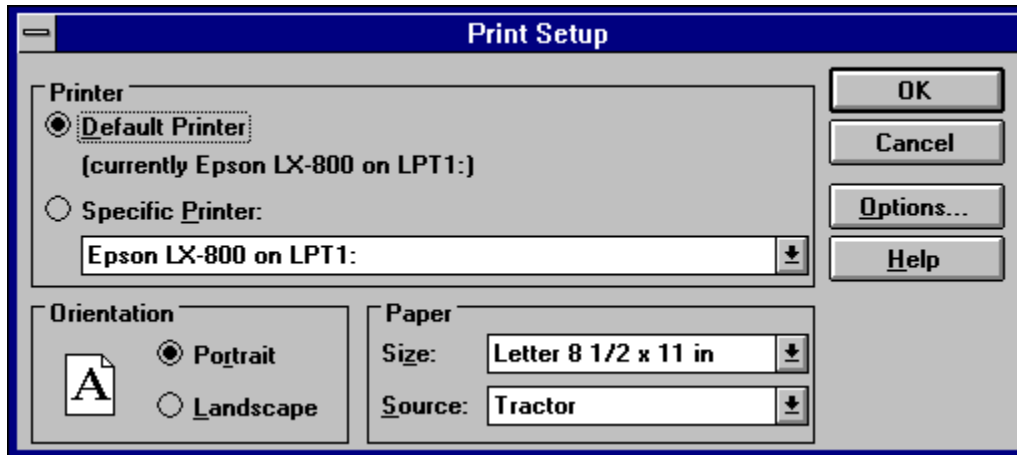 Print Setup
Printer
Default Printer
(currently Epson LX-800 on LPT1:)
Specific Printer:
Epson LX-800 on LPT1:
OK
Cancel
Options...
Help
Orientation
A
Portrait
Landscape
Paper
Size:
Letter 8 1/2 x 11 in
Source:
Tractor